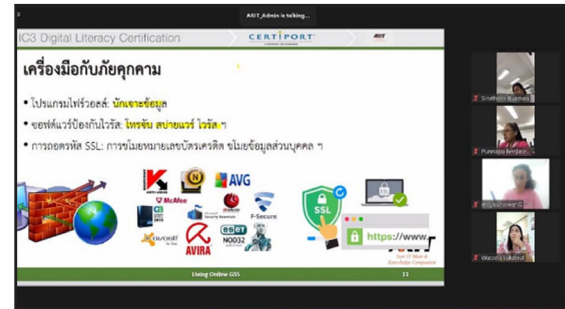 ARIT_Admin is talking...
IC3 Digital Literacy Certification
CERTIPORT
ARIT
เครื่องมือกับภัยคุกคาม
• โปรแกรมไฟร์วอลล์: นักเจาะข้อมูล
• ซอฟต์แวร์ป้องกันไวรัส: โทรจัน สปายแวร์ ไวรัส ฯ
• การถอดรหัส SSL: การขโมยหมายเลขบัตรเครดิต ขโมยข้อมูลส่วนบุคคล ฯ
AVG
McAfee
F-Secure
avast!
AVIRA
eset
NOD32
SSL
https://www.
Living Online GS5
11